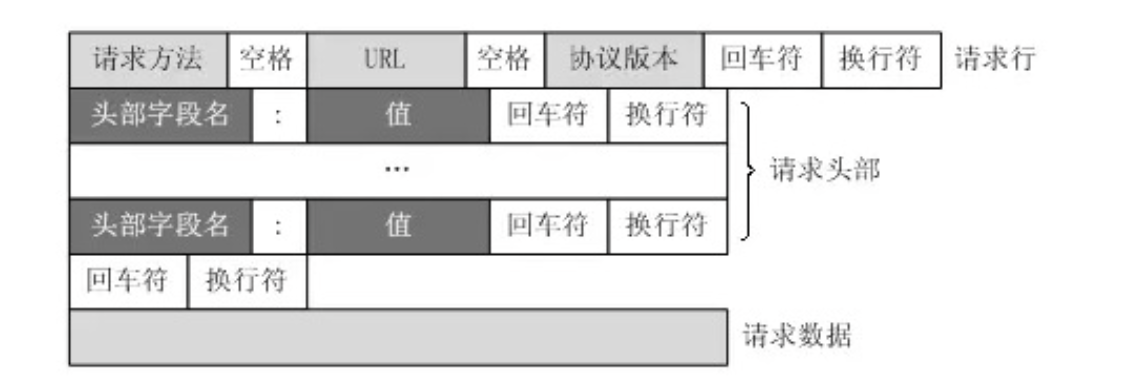 请求方法 空格 URL 空格 协议版本 回车符 换行符 请求行
头部字段名 : 值 回车符 换行符
... 请求头部
头部字段名 : 值 回车符 换行符
回车符 换行符
请求数据